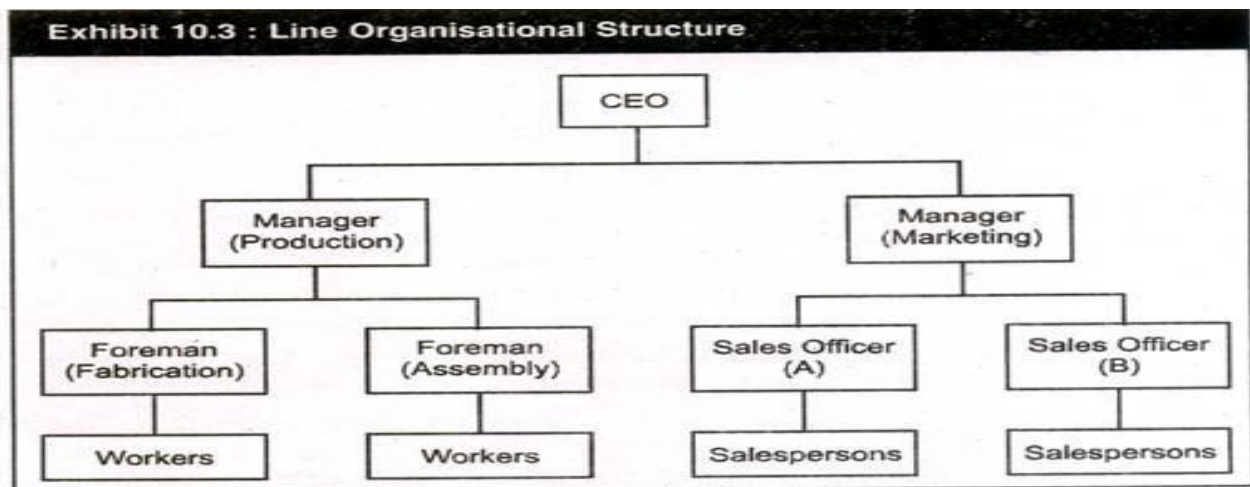 Exhibit 10.3 : Line Organisational Structure
CEO
Manager
(Production)
Manager
(Marketing)
Foreman
(Fabrication)
Foreman
(Assembly)
Sales Officer
(A)
Sales Officer
(B)
Workers
Workers
Salespersons
Salespersons